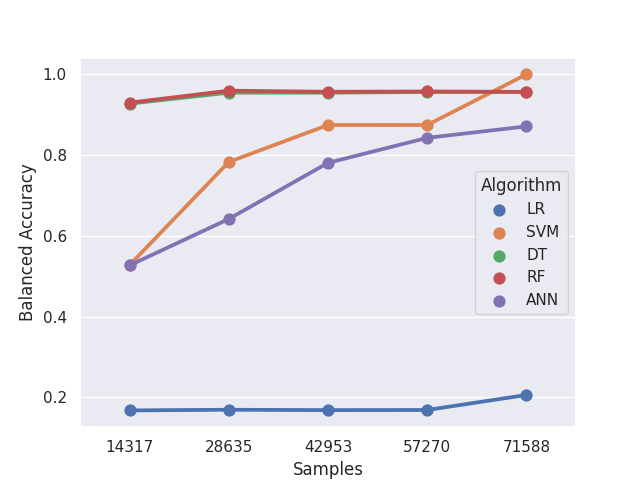 1.0
0.8
0.6
0.4
0.2
Balanced Accuracy
14317 28635 42953 57270 71588
Samples
Algorithm
LR
SVM
DT
RF
ANN